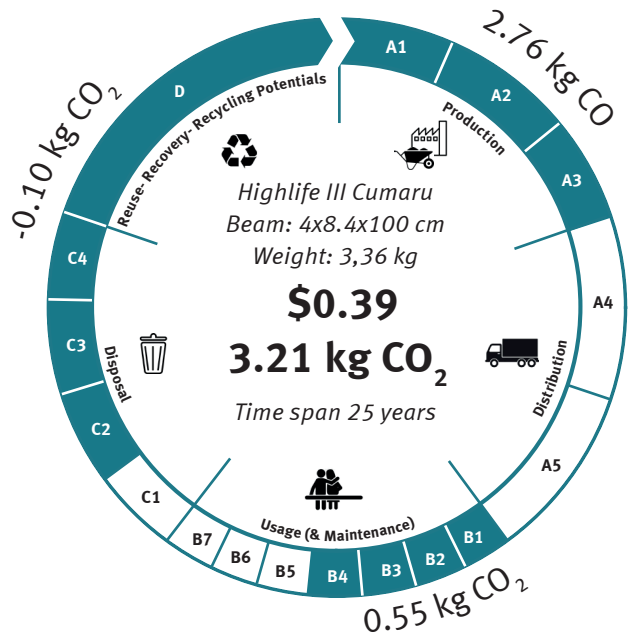 A1
A2
A3
A4
A5
B1
B2
B3
B4
B5
B6
B7
C1
C2
C3
C4
D
2.76 kg CO
Production
Distribution
0.55 kg CO₂
Usage (& Maintenance)
Disposal
-0.10 kg CO₂
Reuse- Recovery- Recycling Potentials
Highlife III Cumaru
Beam: 4x8.4x100 cm
Weight: 3,36 kg
$0.39
3.21 kg CO₂
Time span 25 years